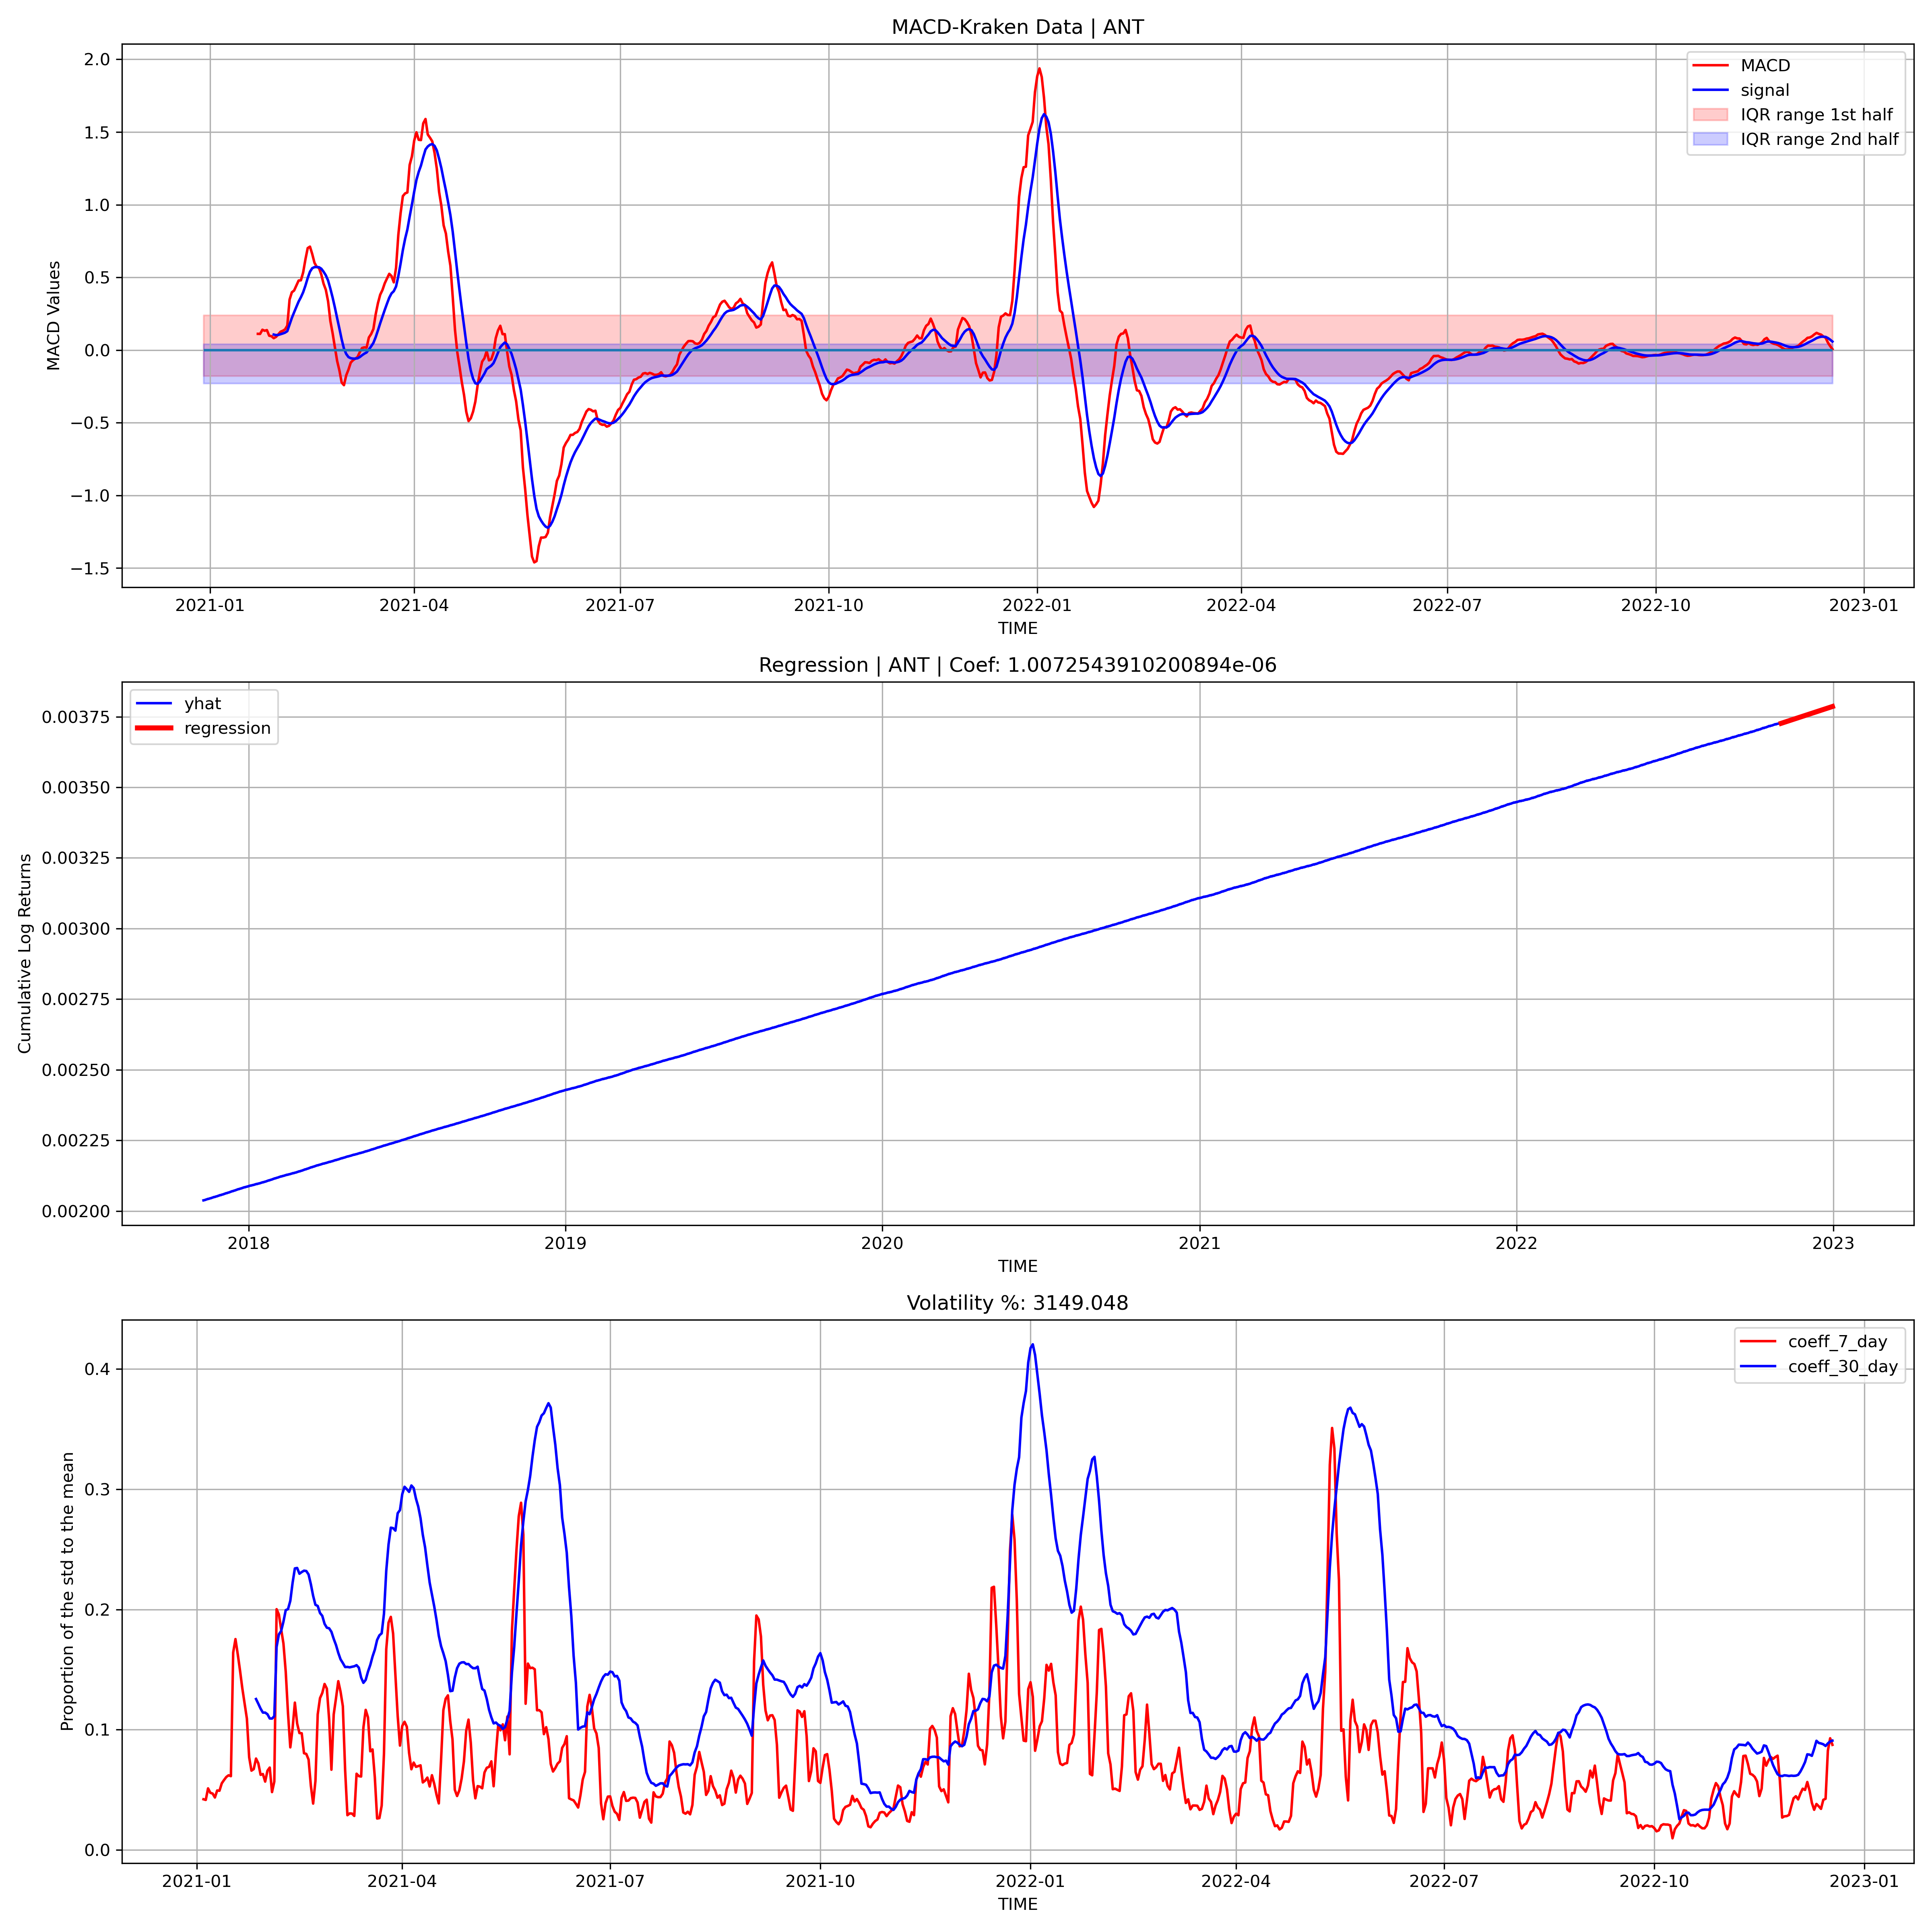 MACD-Kraken Data | ANT
MACD Values
2.0
1.5
1.0
0.5
0.0
−0.5
−1.0
−1.5
MACD
signal
IQR range 1st half
IQR range 2nd half
2021-01 2021-04 2021-07 2021-10 2022-01 2022-04 2022-07 2022-10 2023-01
TIME
Regression | ANT | Coef: 1.0072543910200894e-06
Cumulative Log Returns
0.00375
0.00350
0.00325
0.00300
0.00275
0.00250
0.00225
0.00200
yhat
regression
2018 2019 2020 2021 2022 2023
TIME
Volatility %: 3149.048
Proportion of the std to the mean
0.4
0.3
0.2
0.1
0.0
coeff_7_day
coeff_30_day
2021-01 2021-04 2021-07 2021-10 2022-01 2022-04 2022-07 2022-10 2023-01
TIME